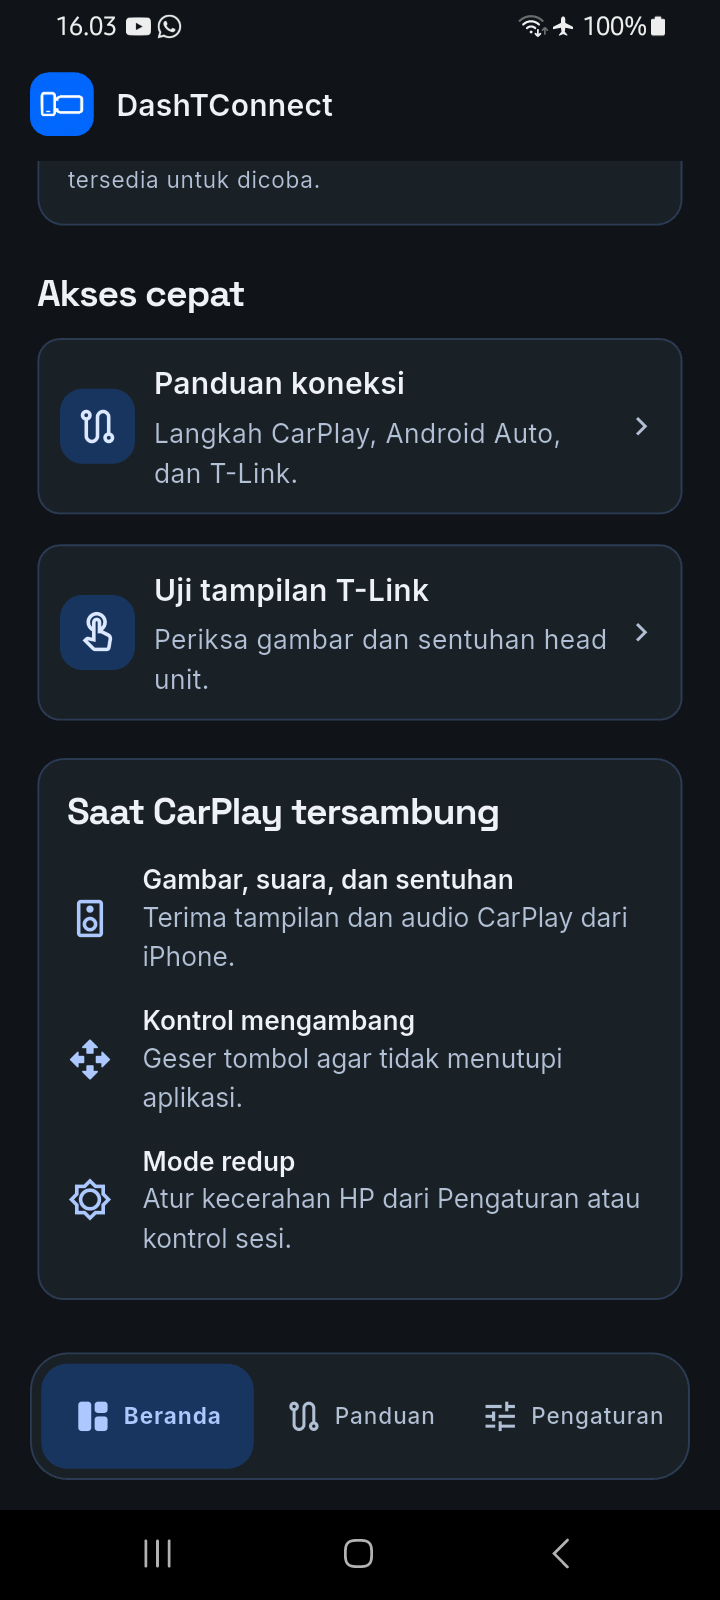 16.03
100%
DashTConnect
tersedia untuk dicoba.
Akses cepat
Panduan koneksi
Langkah CarPlay, Android Auto,
dan T-Link.
Uji tampilan T-Link
Periksa gambar dan sentuhan head
unit.
Saat CarPlay tersambung
Gambar, suara, dan sentuhan
Terima tampilan dan audio CarPlay dari
iPhone.
Kontrol mengambang
Geser tombol agar tidak menutupi
aplikasi.
Mode redup
Atur kecerahan HP dari Pengaturan atau
kontrol sesi.
Beranda
Panduan
Pengaturan